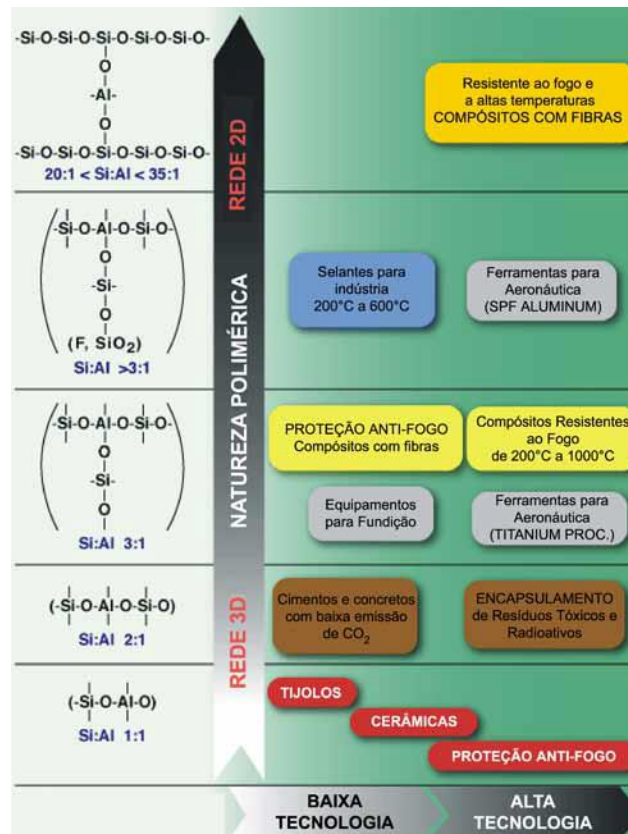 -Si-O-Si-O-Si-O-Si-O-Si-O-
O
-Al-
O
-Si-O-Si-O-Si-O-Si-O-Si-O-
20:1 < Si:Al < 35:1
Resistente ao fogo e
a altas temperaturas
COMPÓSITOS COM FIBRAS
-Si-O-Al-O-Si-O-
O
-Si-
O
(F, SiO₂)
Si:Al >3:1
Selantes para
indústria
200°C a 600°C
Ferramentas para
Aeronáutica
(SPF ALUMINUM)
-Si-O-Al-O-Si-O-
O
-Si-
O
Si:Al 3:1
PROTEÇÃO ANTI-FOGO
Compósitos com fibras
Compósitos Resistentes
ao Fogo
de 200°C a 1000°C
Equipamentos
para Fundição
Ferramentas para
Aeronáutica
(TITANIUM PROC.)
(-Si-O-Al-O-Si-O)
Si:Al 2:1
Cimentos e concretos
com baixa emissão
de CO₂
ENCAPSULAMENTO
de Resíduos Tóxicos e
Radioativos
(-Si-O-Al-O)
Si:Al 1:1
TIJOLOS
CERÂMICAS
PROTEÇÃO ANTI-FOGO
REDE 2D
NATUREZA POLIMÉRICA
REDE 3D
BAIXA
TECNOLOGIA
ALTA
TECNOLOGIA